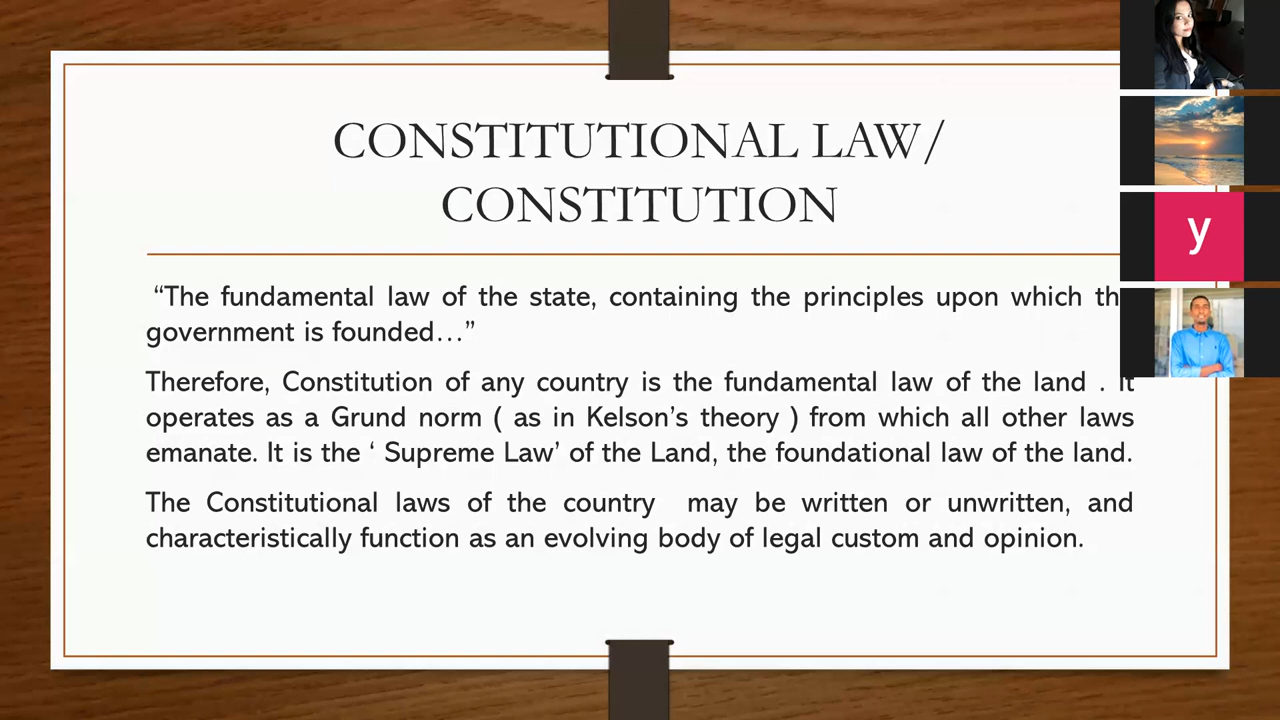 CONSTITUTIONAL LAW/
CONSTITUTION
“The fundamental law of the state, containing the principles upon which th
government is founded…”
Therefore, Constitution of any country is the fundamental law of the land . It
operates as a Grund norm ( as in Kelson’s theory ) from which all other laws
emanate. It is the ‘ Supreme Law’ of the Land, the foundational law of the land.
The Constitutional laws of the country may be written or unwritten, and
characteristically function as an evolving body of legal custom and opinion.
y